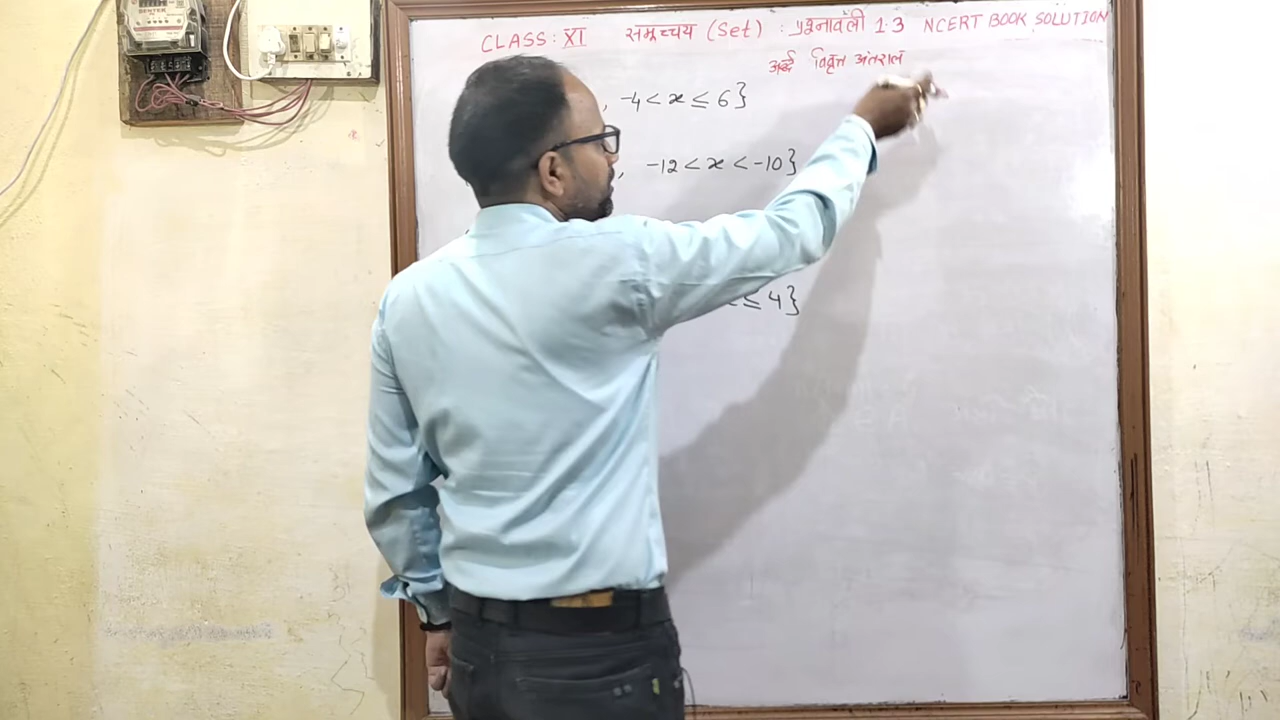 CLASS: XI समूच्चय (Set) : प्रश्नावली 1.3 NCERT BOOK SOLUTION
अर्द्ध विवृत्त अंतराल
, -4 < x ≤ 6}
, -12 < x < -10}
≤ 4}